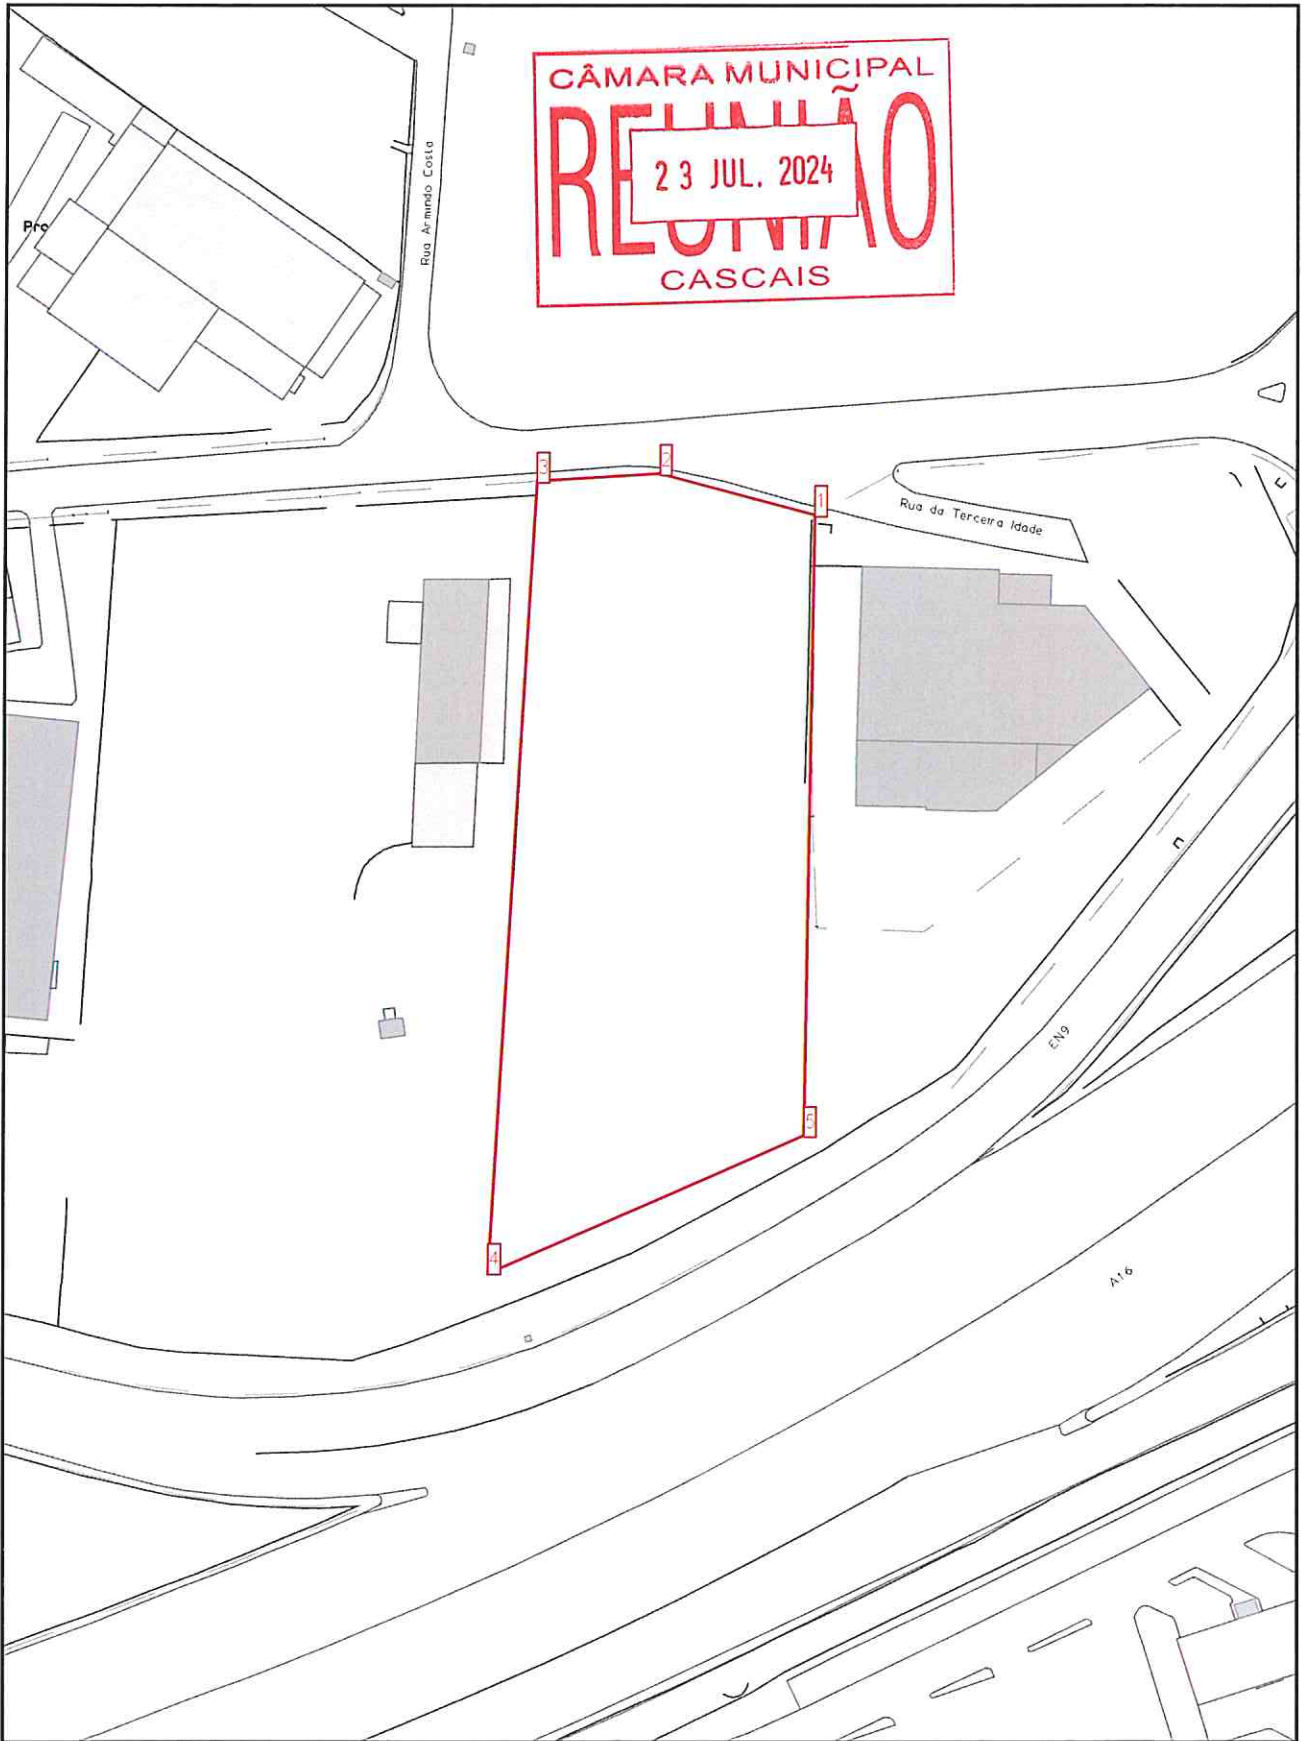 CÂMARA MUNICIPAL
REUNIÃO
23 JUL. 2024
CASCAIS
Rua Armindo Costa
Pro
3
2
1
Rua da Terceira Idade
EN9
5
4
A16